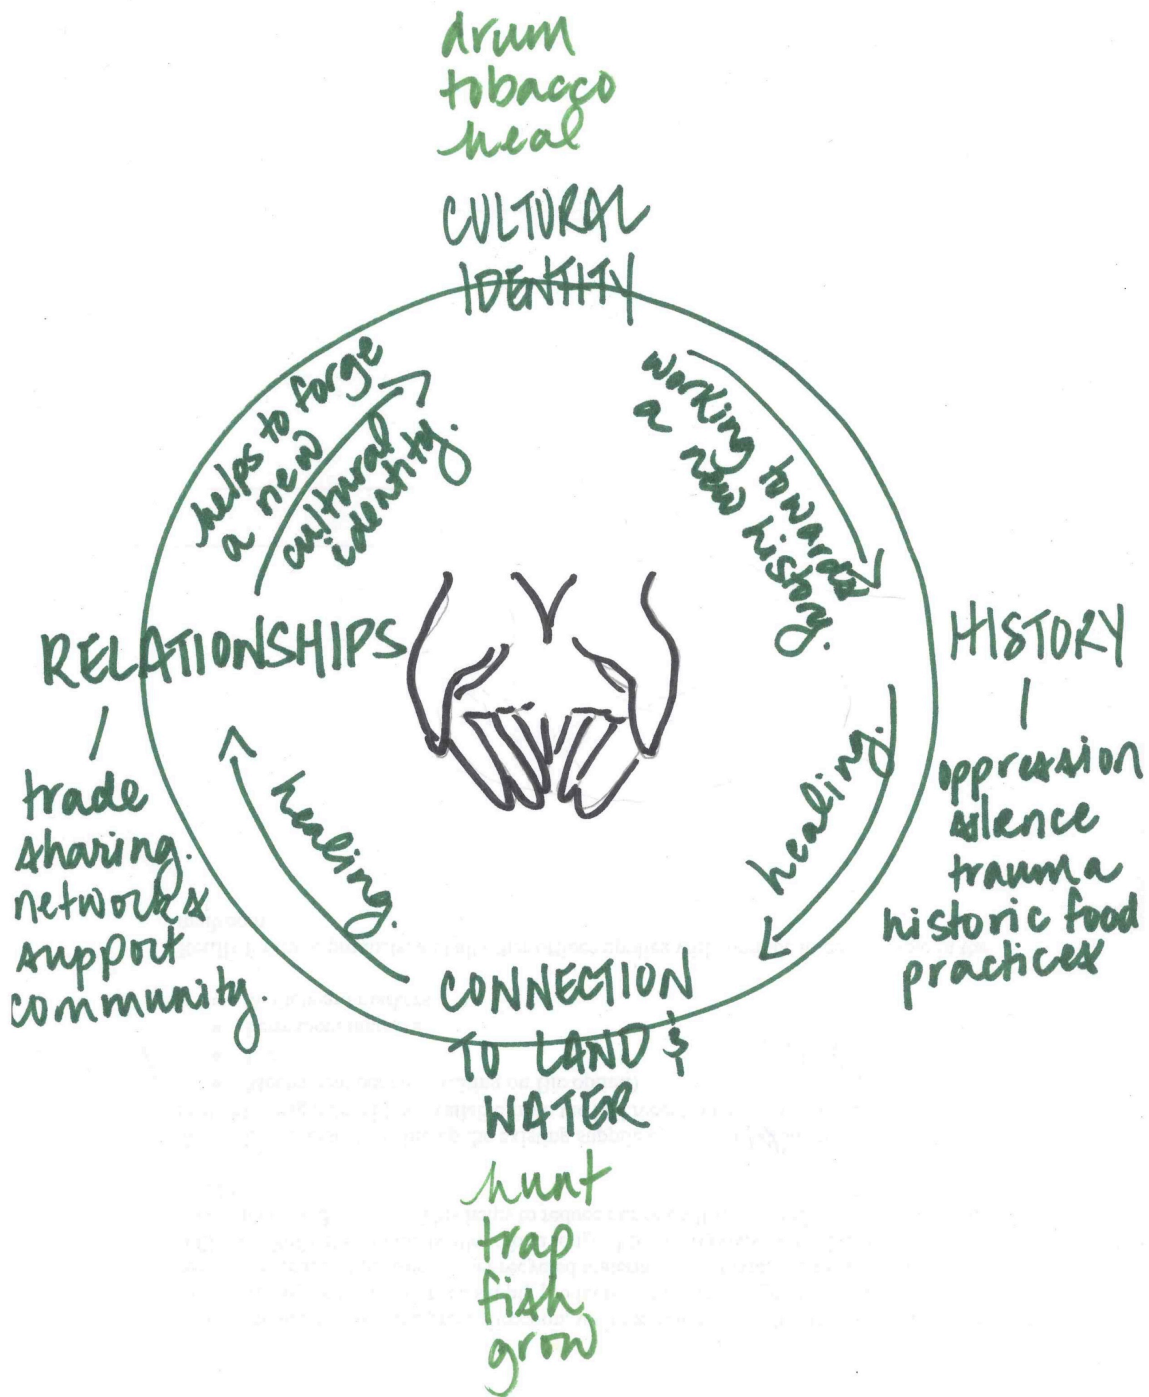 drum
tobacco
heal
CULTURAL
IDENTITY
helps to forge
a new
cultural
identity.
working towards
a new history.
RELATIONSHIPS
trade
sharing.
networks
support
community.
HISTORY
oppression
silence
trauma
historic food
practices
healing.
healing.
CONNECTION
TO LAND &
WATER
hunt
trap
fish
grow